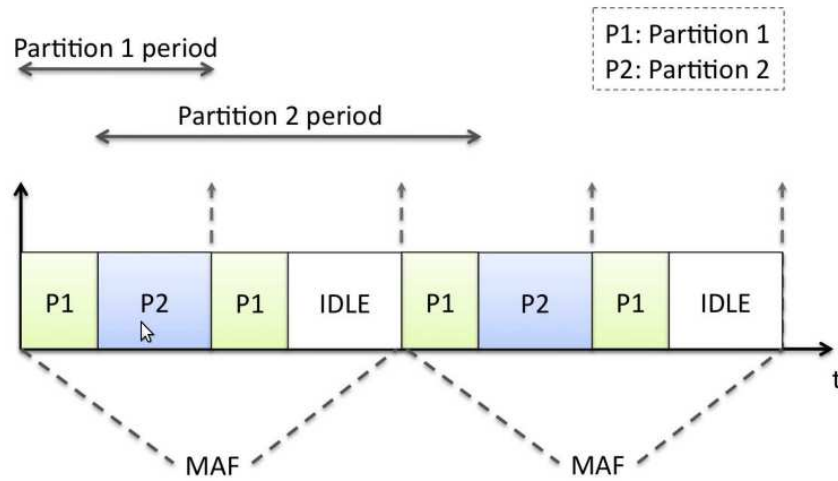 Partition 1 period
P1: Partition 1
P2: Partition 2
Partition 2 period
P1 P2 P1 IDLE P1 P2 P1 IDLE
t
MAF MAF